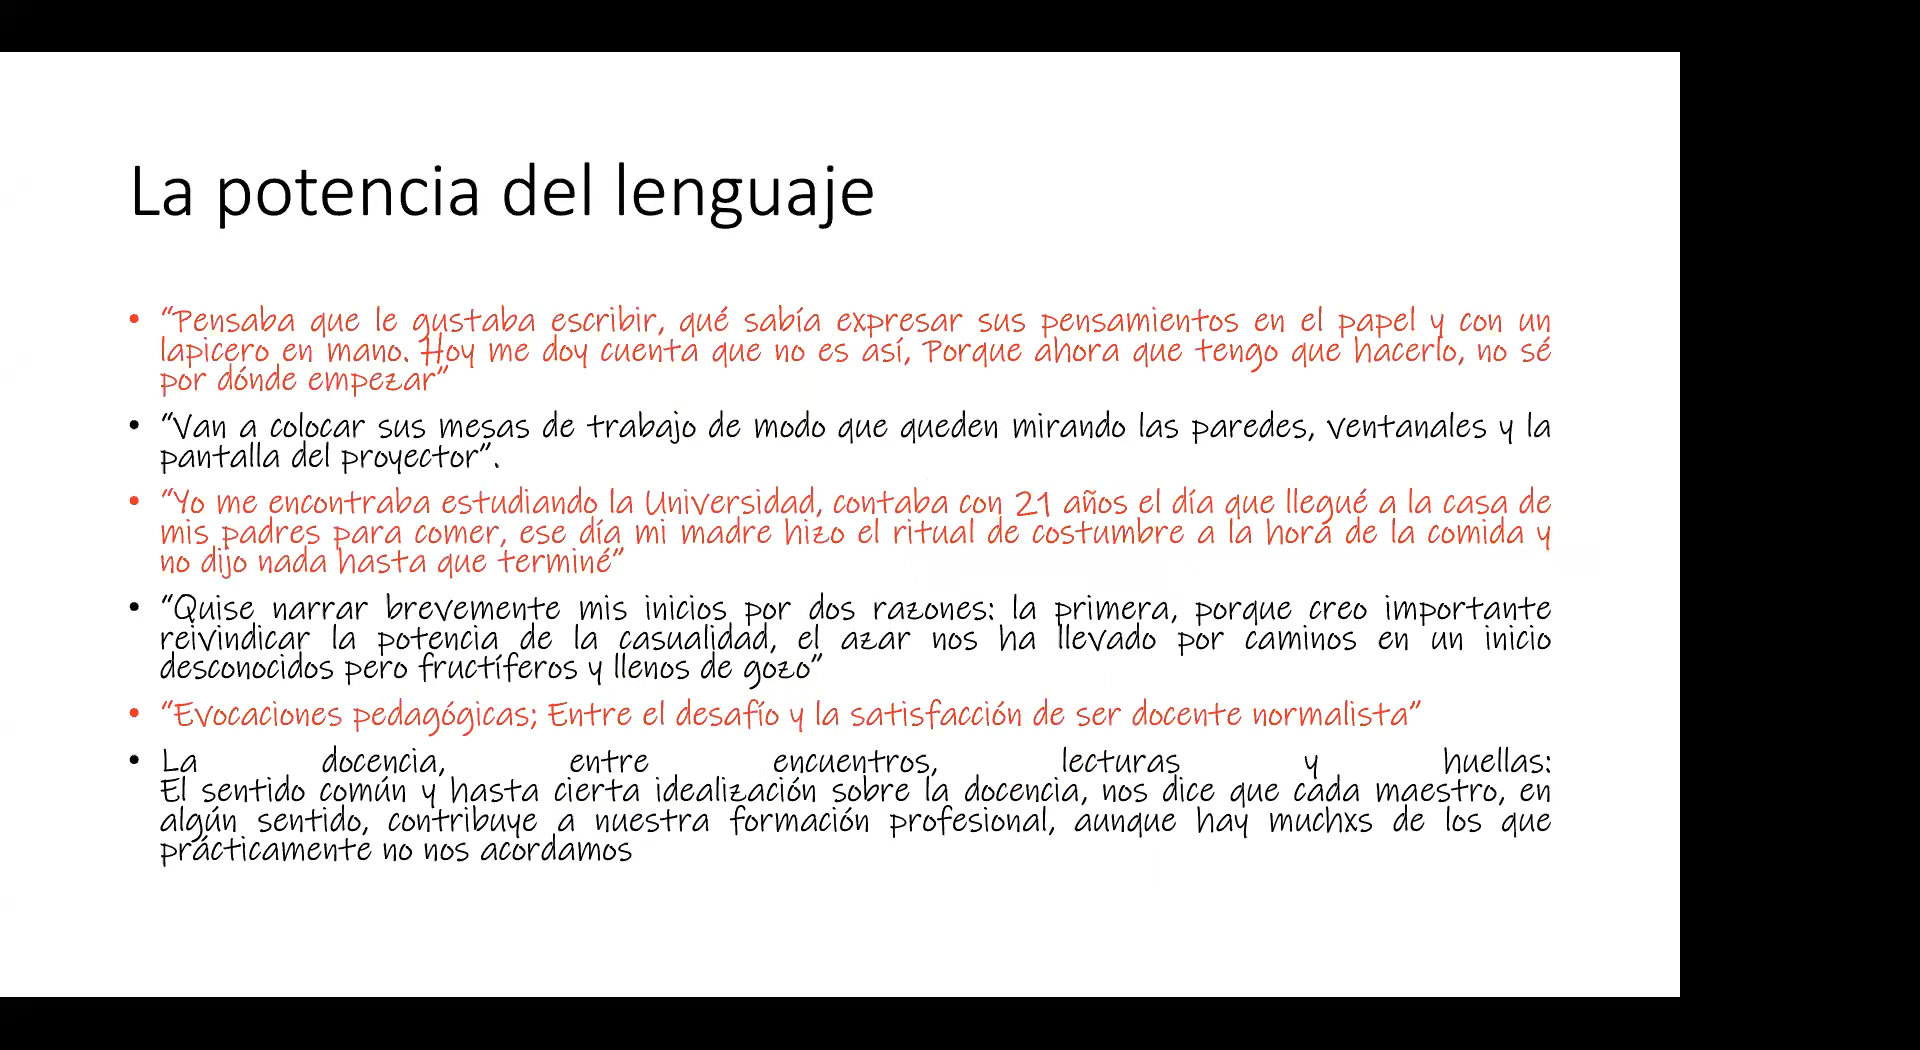 La potencia del lenguaje
• “Pensaba que le gustaba escribir, qué sabía expresar sus pensamientos en el papel y con un
lapicero en mano. Hoy me doy cuenta que no es así, Porque ahora que tengo que hacerlo, no sé
por dónde empezar”
• “Van a colocar sus mesas de trabajo de modo que queden mirando las paredes, ventanales y la
pantalla del proyector”.
• “Yo me encontraba estudiando la Universidad, contaba con 21 años el día que llegué a la casa de
mis padres para comer, ese día mi madre hizo el ritual de costumbre a la hora de la comida y
no dijo nada hasta que terminé”
• “Quise narrar brevemente mis inicios por dos razones: la primera, porque creo importante
reivindicar la potencia de la casualidad, el azar nos ha llevado por caminos en un inicio
desconocidos pero fructíferos y llenos de gozo”
• “Evocaciones pedagógicas; Entre el desafío y la satisfacción de ser docente normalista”
• La docencia, entre encuentros, lecturas y huellas:
El sentido común y hasta cierta idealización sobre la docencia, nos dice que cada maestro, en
algún sentido, contribuye a nuestra formación profesional, aunque hay muchxs de los que
prácticamente no nos acordamos